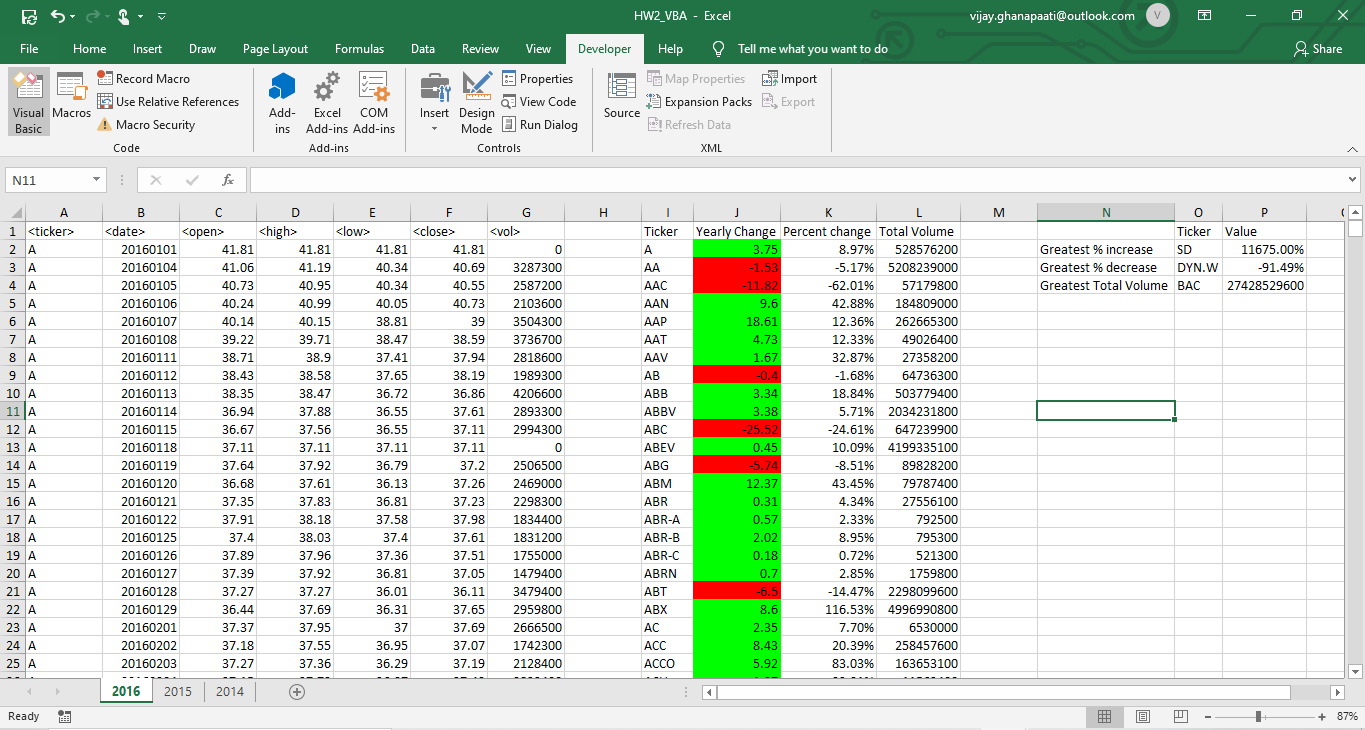 HW2_VBA - Excel
vijay.ghanapaati@outlook.com V
File Home Insert Draw Page Layout Formulas Data Review View Developer Help Tell me what you want to do Share
Visual Basic
Macros
Record Macro
Use Relative References
Macro Security
Code
Add-ins
Excel Add-ins
COM Add-ins
Add-ins
Insert
Design Mode
Properties
View Code
Run Dialog
Controls
Source
Map Properties
Expansion Packs
Refresh Data
Import
Export
XML
N11 fx
A B C D E F G H I J K L M N O P
1 <ticker> <date> <open> <high> <low> <close> <vol> Ticker Yearly Change Percent change Total Volume Ticker Value
2 A 20160101 41.81 41.81 41.81 41.81 0 A 3.75 8.97% 528576200 Greatest % increase SD 11675.00%
3 A 20160104 41.06 41.19 40.34 40.69 3287300 AA -1.53 -5.17% 5208239000 Greatest % decrease DYN.W -91.49%
4 A 20160105 40.73 40.95 40.34 40.55 2587200 AAC -11.82 -62.01% 57179800 Greatest Total Volume BAC 27428529600
5 A 20160106 40.24 40.99 40.05 40.73 2103600 AAN 9.6 42.88% 184809000
6 A 20160107 40.14 40.15 38.81 39 3504300 AAP 18.61 12.36% 262665300
7 A 20160108 39.22 39.71 38.47 38.59 3736700 AAT 4.73 12.33% 49026400
8 A 20160111 38.71 38.9 37.41 37.94 2818600 AAV 1.67 32.87% 27358200
9 A 20160112 38.43 38.58 37.65 38.19 1989300 AB -0.4 -1.68% 64736300
10 A 20160113 38.35 38.47 36.72 36.86 4206600 ABB 3.34 18.84% 503779400
11 A 20160114 36.94 37.88 36.55 37.61 2893300 ABBV 3.38 5.71% 2034231800
12 A 20160115 36.67 37.56 36.55 37.11 2994300 ABC -25.52 -24.61% 647239900
13 A 20160118 37.11 37.11 37.11 37.11 0 ABEV 0.45 10.09% 4199335100
14 A 20160119 37.64 37.92 36.79 37.2 2506500 ABG -5.74 -8.51% 89828200
15 A 20160120 36.68 37.61 36.13 37.26 2469000 ABM 12.37 43.45% 79787400
16 A 20160121 37.35 37.83 36.81 37.23 2298300 ABR 0.31 4.34% 27556100
17 A 20160122 37.91 38.18 37.58 37.98 1834400 ABR-A 0.57 2.33% 792500
18 A 20160125 37.4 38.03 37.4 37.61 1831200 ABR-B 2.02 8.95% 795300
19 A 20160126 37.89 37.96 37.36 37.51 1755000 ABR-C 0.18 0.72% 521300
20 A 20160127 37.39 37.92 36.81 37.05 1479400 ABRN 0.7 2.85% 1759800
21 A 20160128 37.27 37.27 36.01 36.11 3479400 ABT -6.5 -14.47% 2298099600
22 A 20160129 36.44 37.69 36.31 37.65 2959800 ABX 8.6 116.53% 4996990800
23 A 20160201 37.37 37.95 37 37.69 2666500 AC 2.35 7.70% 6530000
24 A 20160202 37.18 37.55 36.95 37.07 1742300 ACC 8.43 20.39% 258457600
25 A 20160203 37.27 37.36 36.29 37.19 2128400 ACCO 5.92 83.03% 163653100
2016 2015 2014
Ready 87%